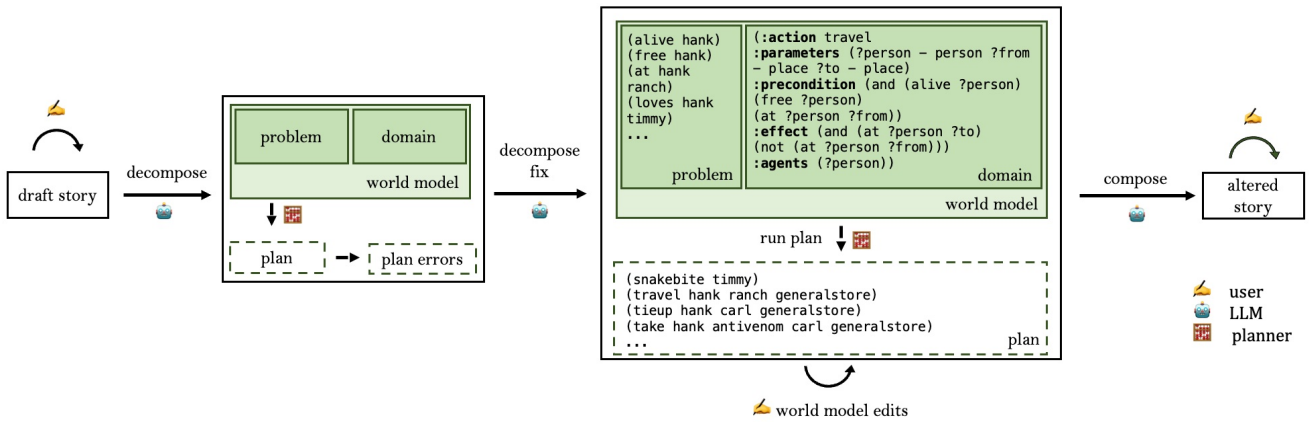 draft story
decompose
problem
domain
world model
plan
plan errors
decompose
fix
(alive hank)
(free hank)
(at hank
ranch)
(loves hank
timmy)
...
problem
(:action travel
:parameters (?person – person ?from
– place ?to – place)
:precondition (and (alive ?person)
(free ?person)
(at ?person ?from))
:effect (and (at ?person ?to)
(not (at ?person ?from)))
:agents (?person))
domain
world model
run plan
(snakebite timmy)
(travel hank ranch generalstore)
(tieup hank carl generalstore)
(take hank antivenom carl generalstore)
...
plan
world model edits
compose
altered
story
user
LLM
planner